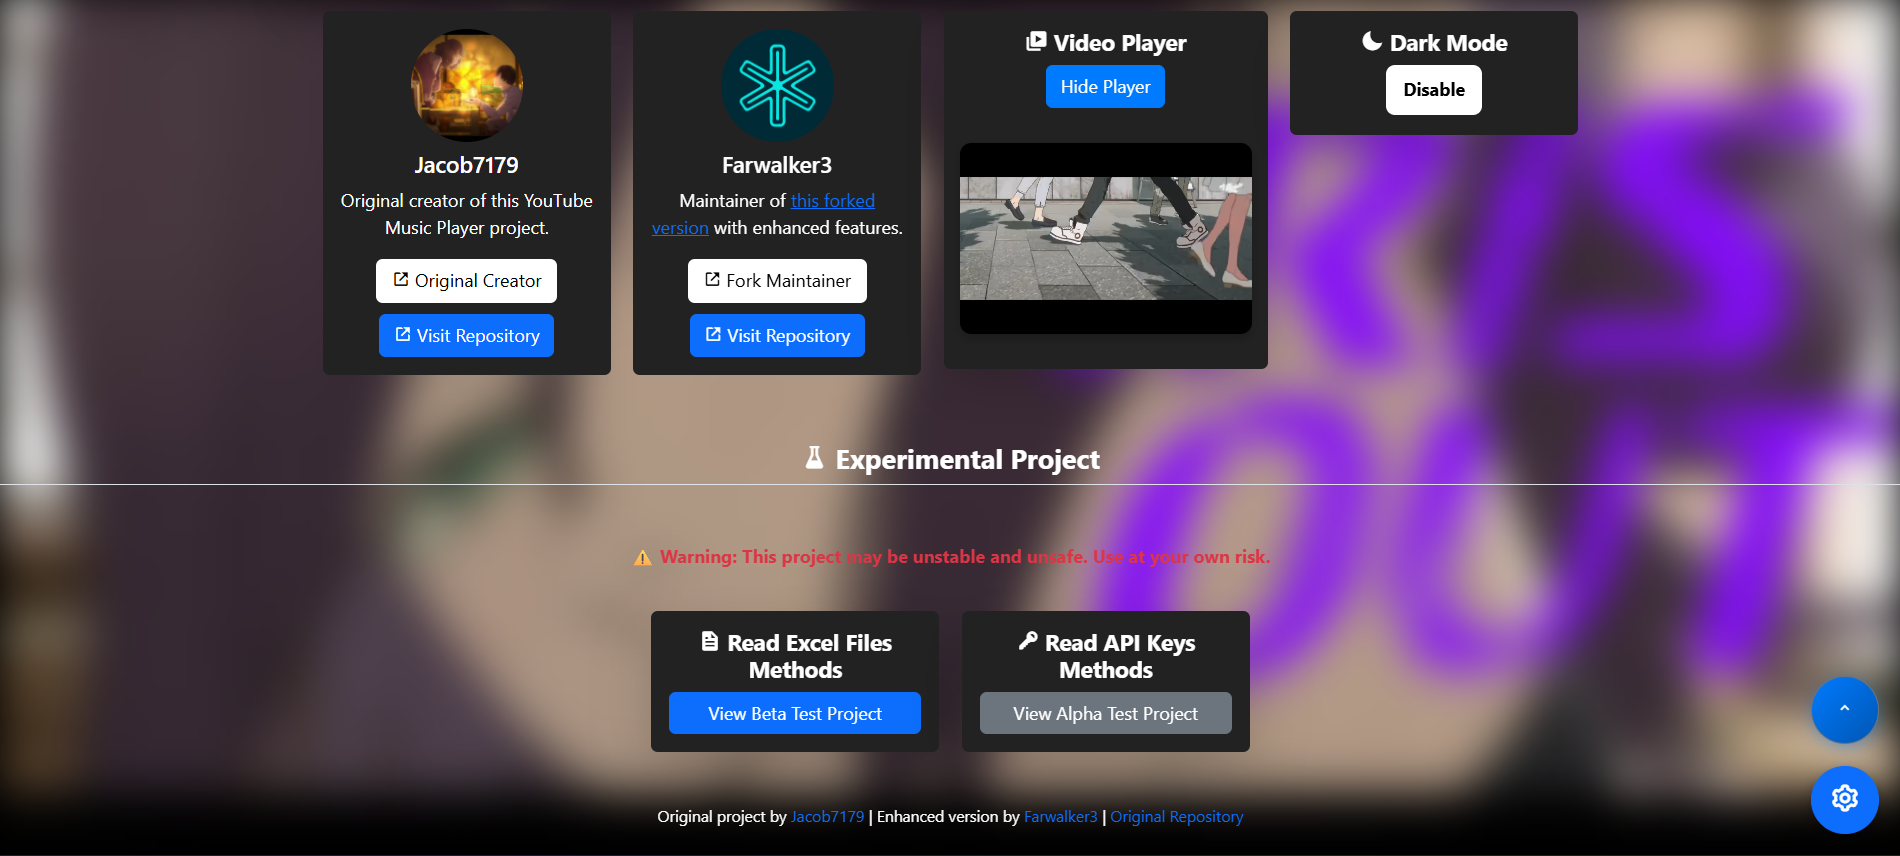 Jacob7179
Original creator of this YouTube
Music Player project.
Original Creator
Visit Repository
Farwalker3
Maintainer of this forked
version with enhanced features.
Fork Maintainer
Visit Repository
Video Player
Hide Player
Dark Mode
Disable
Experimental Project
⚠️ Warning: This project may be unstable and unsafe. Use at your own risk.
Read Excel Files
Methods
View Beta Test Project
Read API Keys
Methods
View Alpha Test Project
Original project by Jacob7179 | Enhanced version by Farwalker3 | Original Repository